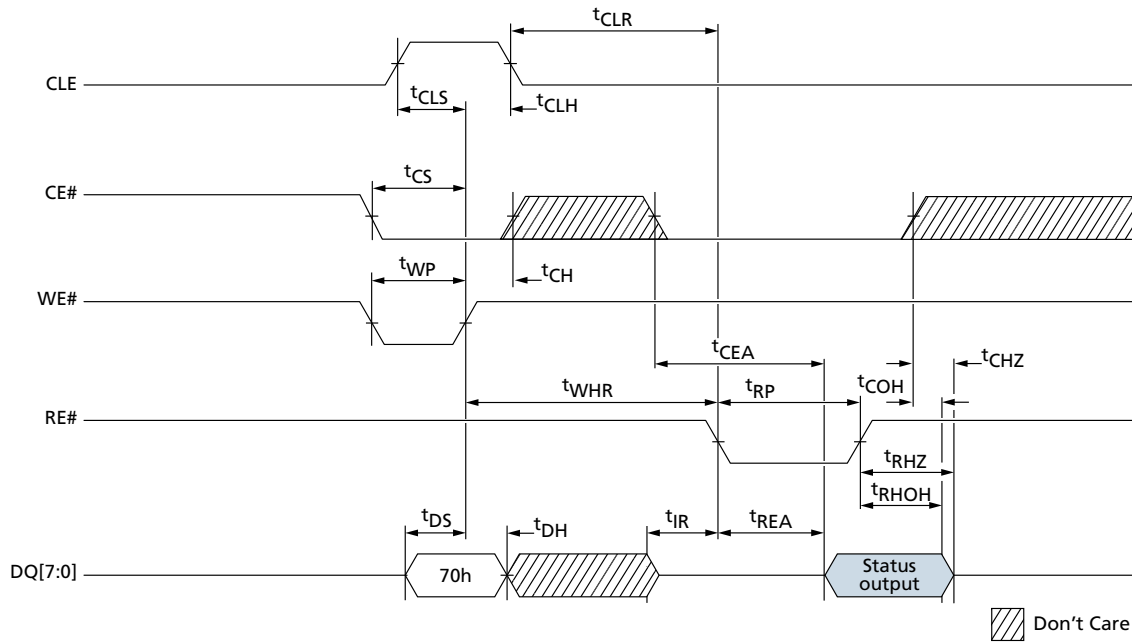 tCLR
CLE
tCLS
tCLH
tCS
CE#
tWP
tCH
WE#
tCEA
tCHZ
tCOH
tWHR
tRP
RE#
tRHZ
tRHOH
tDS
tDH
tIR
tREA
DQ[7:0]
70h
Status
output
Don't Care